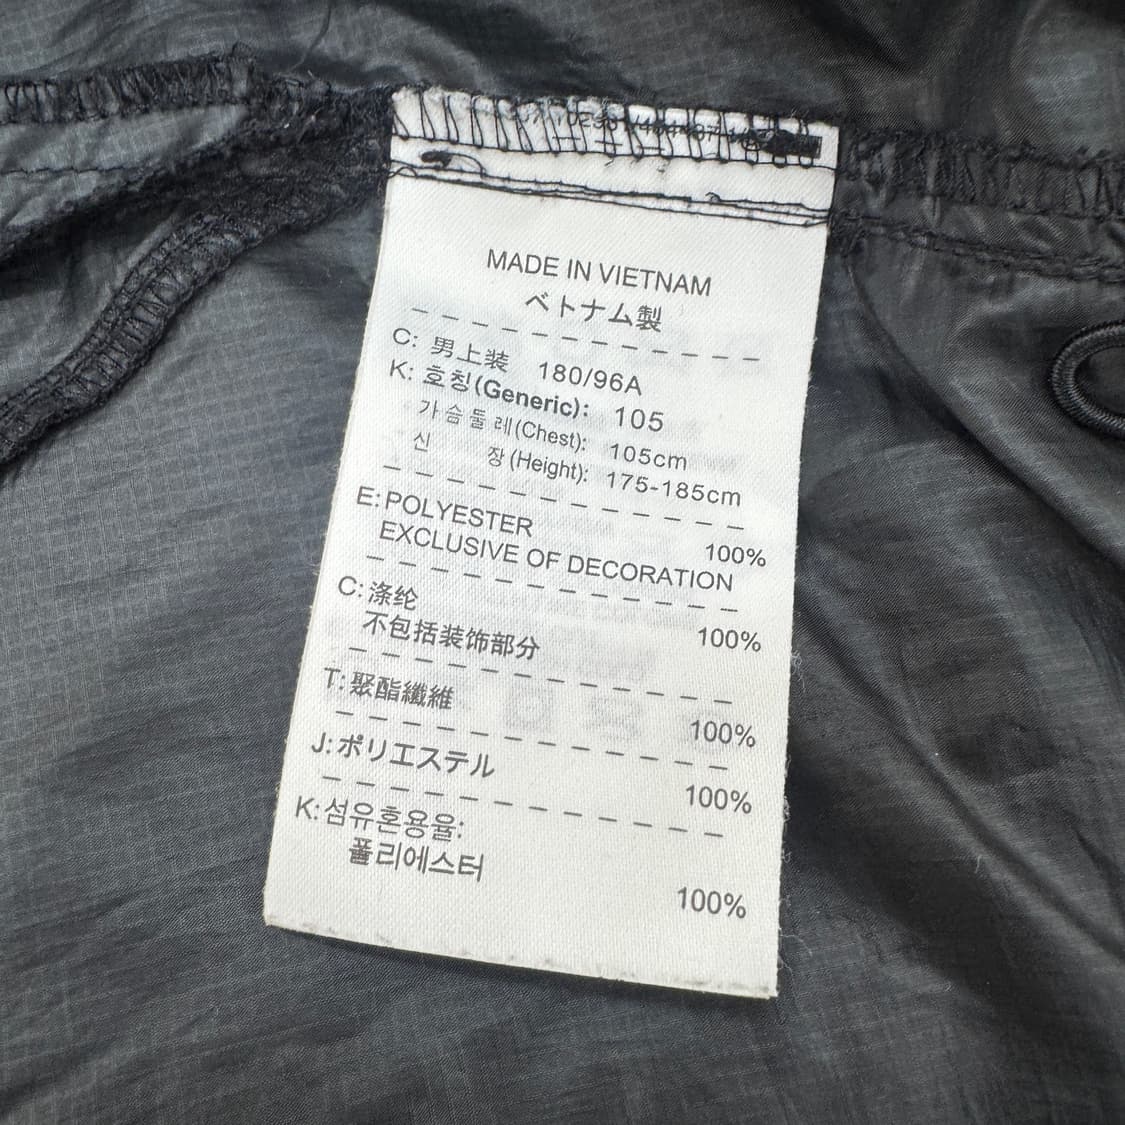 MADE IN VIETNAM
ベトナム製
C: 男上装 180/96A
K: 호칭(Generic): 105
가슴둘레(Chest): 105cm
신 장(Height): 175-185cm
E: POLYESTER 100%
EXCLUSIVE OF DECORATION
C: 涤纶 100%
不包括装饰部分
T: 聚酯纖維 100%
J: ポリエステル 100%
K: 섬유혼용율:
폴리에스터 100%